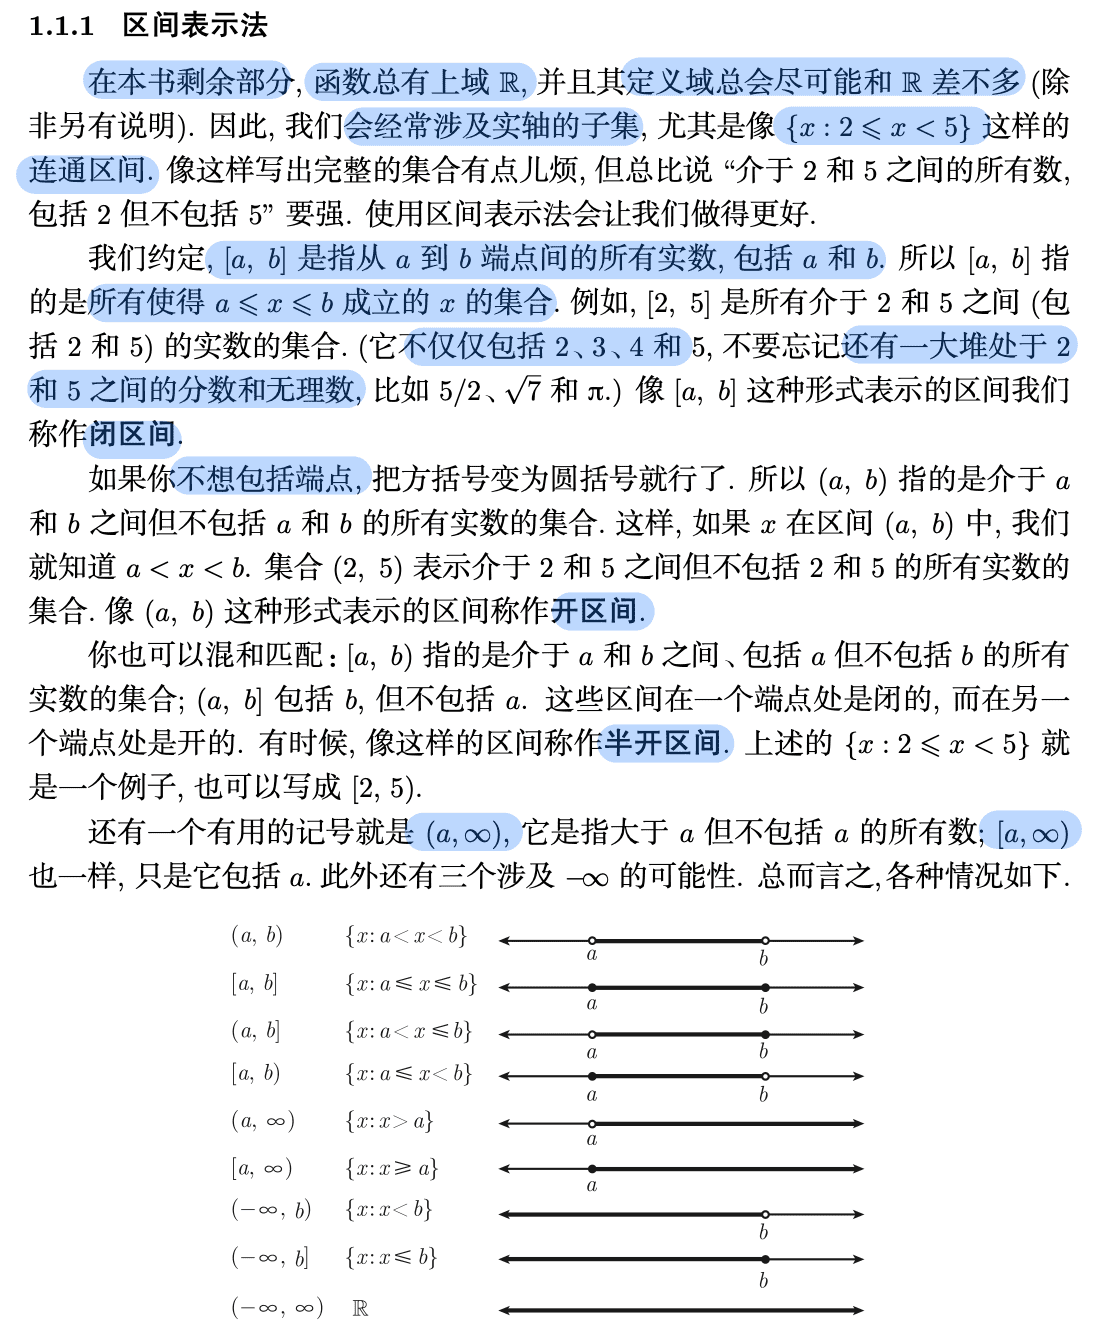 1.1.1 区间表示法
在本书剩余部分, 函数总有上域 ℝ, 并且其定义域总会尽可能和 ℝ 差不多 (除
非另有说明). 因此, 我们会经常涉及实轴的子集, 尤其是像 {x : 2 ⩽ x < 5} 这样的
连通区间. 像这样写出完整的集合有点儿烦, 但总比说 “介于 2 和 5 之间的所有数,
包括 2 但不包括 5” 要强. 使用区间表示法会让我们做得更好.
我们约定, [a, b] 是指从 a 到 b 端点间的所有实数, 包括 a 和 b. 所以 [a, b] 指
的是所有使得 a ⩽ x ⩽ b 成立的 x 的集合. 例如, [2, 5] 是所有介于 2 和 5 之间 (包
括 2 和 5) 的实数的集合. (它不仅仅包括 2、3、4 和 5, 不要忘记还有一大堆处于 2
和 5 之间的分数和无理数, 比如 5/2、√7 和 π.) 像 [a, b] 这种形式表示的区间我们
称作闭区间.
如果你不想包括端点, 把方括号变为圆括号就行了. 所以 (a, b) 指的是介于 a
和 b 之间但不包括 a 和 b 的所有实数的集合. 这样, 如果 x 在区间 (a, b) 中, 我们
就知道 a < x < b. 集合 (2, 5) 表示介于 2 和 5 之间但不包括 2 和 5 的所有实数的
集合. 像 (a, b) 这种形式表示的区间称作开区间.
你也可以混和匹配: [a, b) 指的是介于 a 和 b 之间、包括 a 但不包括 b 的所有
实数的集合; (a, b] 包括 b, 但不包括 a. 这些区间在一个端点处是闭的, 而在另一
个端点处是开的. 有时候, 像这样的区间称作半开区间. 上述的 {x : 2 ⩽ x < 5} 就
是一个例子, 也可以写成 [2, 5).
还有一个有用的记号就是 (a, ∞), 它是指大于 a 但不包括 a 的所有数; [a, ∞)
也一样, 只是它包括 a. 此外还有三个涉及 −∞ 的可能性. 总而言之, 各种情况如下.
(a, b) {x: a < x < b}
a b
[a, b] {x: a ⩽ x ⩽ b}
a b
(a, b] {x: a < x ⩽ b}
a b
[a, b) {x: a ⩽ x < b}
a b
(a, ∞) {x: x > a}
a
[a, ∞) {x: x ⩾ a}
a
(−∞, b) {x: x < b}
b
(−∞, b] {x: x ⩽ b}
b
(−∞, ∞) ℝ